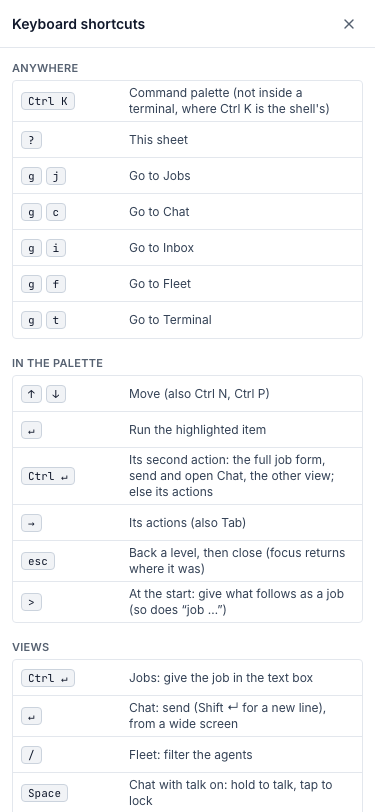 Keyboard shortcuts ×
ANYWHERE
Ctrl K Command palette (not inside a
terminal, where Ctrl K is the shell's)
? This sheet
g j Go to Jobs
g c Go to Chat
g i Go to Inbox
g f Go to Fleet
g t Go to Terminal
IN THE PALETTE
↑ ↓ Move (also Ctrl N, Ctrl P)
↵ Run the highlighted item
Ctrl ↵ Its second action: the full job form,
send and open Chat, the other view;
else its actions
→ Its actions (also Tab)
esc Back a level, then close (focus returns
where it was)
> At the start: give what follows as a job
(so does “job …”)
VIEWS
Ctrl ↵ Jobs: give the job in the text box
↵ Chat: send (Shift ↵ for a new line),
from a wide screen
/ Fleet: filter the agents
Space Chat with talk on: hold to talk, tap to
lock